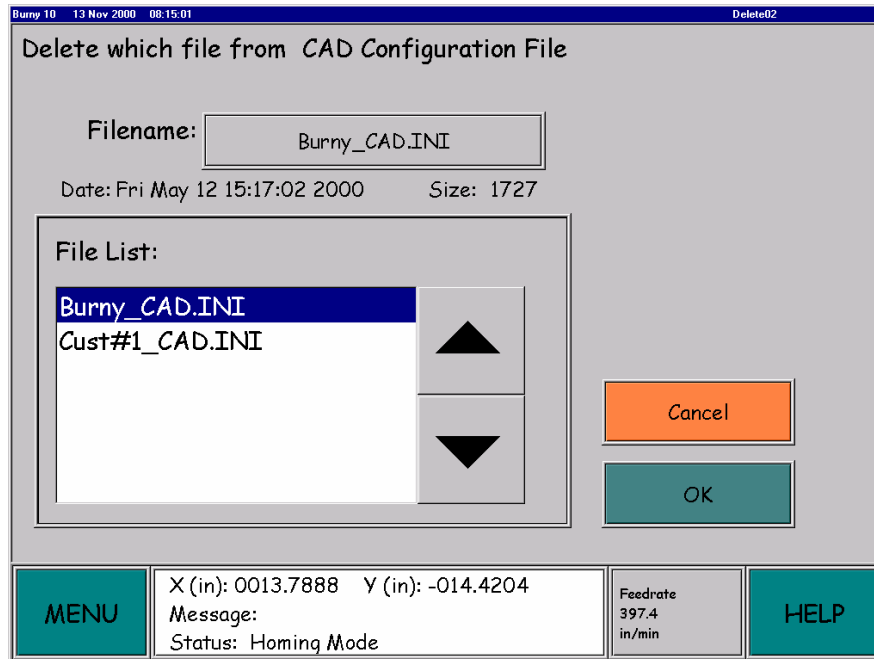 Burny 10 13 Nov 2000 08:15:01 Delete02
Delete which file from CAD Configuration File
Filename: Burny_CAD.INI
Date: Fri May 12 15:17:02 2000 Size: 1727
File List:
Burny_CAD.INI
Cust#1_CAD.INI
Cancel
OK
MENU
X (in): 0013.7888 Y (in): -014.4204
Message:
Status: Homing Mode
Feedrate
397.4
in/min
HELP